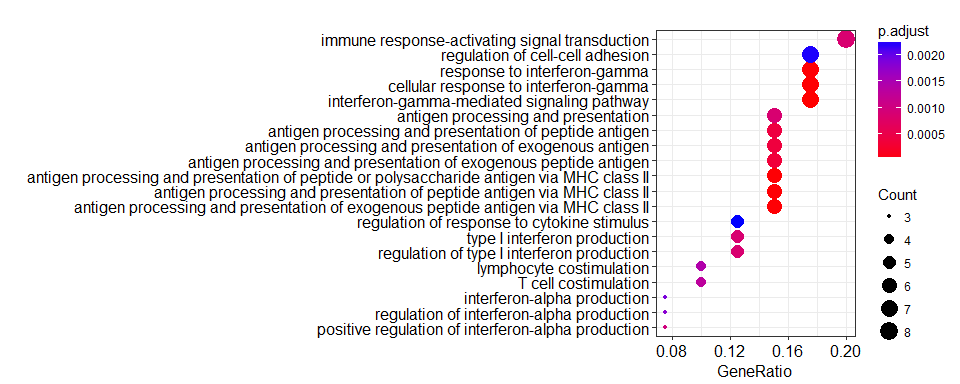 immune response-activating signal transduction
regulation of cell-cell adhesion
response to interferon-gamma
cellular response to interferon-gamma
interferon-gamma-mediated signaling pathway
antigen processing and presentation
antigen processing and presentation of peptide antigen
antigen processing and presentation of exogenous antigen
antigen processing and presentation of exogenous peptide antigen
antigen processing and presentation of peptide or polysaccharide antigen via MHC class II
antigen processing and presentation of peptide antigen via MHC class II
antigen processing and presentation of exogenous peptide antigen via MHC class II
regulation of response to cytokine stimulus
type I interferon production
regulation of type I interferon production
lymphocyte costimulation
T cell costimulation
interferon-alpha production
regulation of interferon-alpha production
positive regulation of interferon-alpha production
0.08 0.12 0.16 0.20
GeneRatio
p.adjust
0.0020
0.0015
0.0010
0.0005
Count
3
4
5
6
7
8